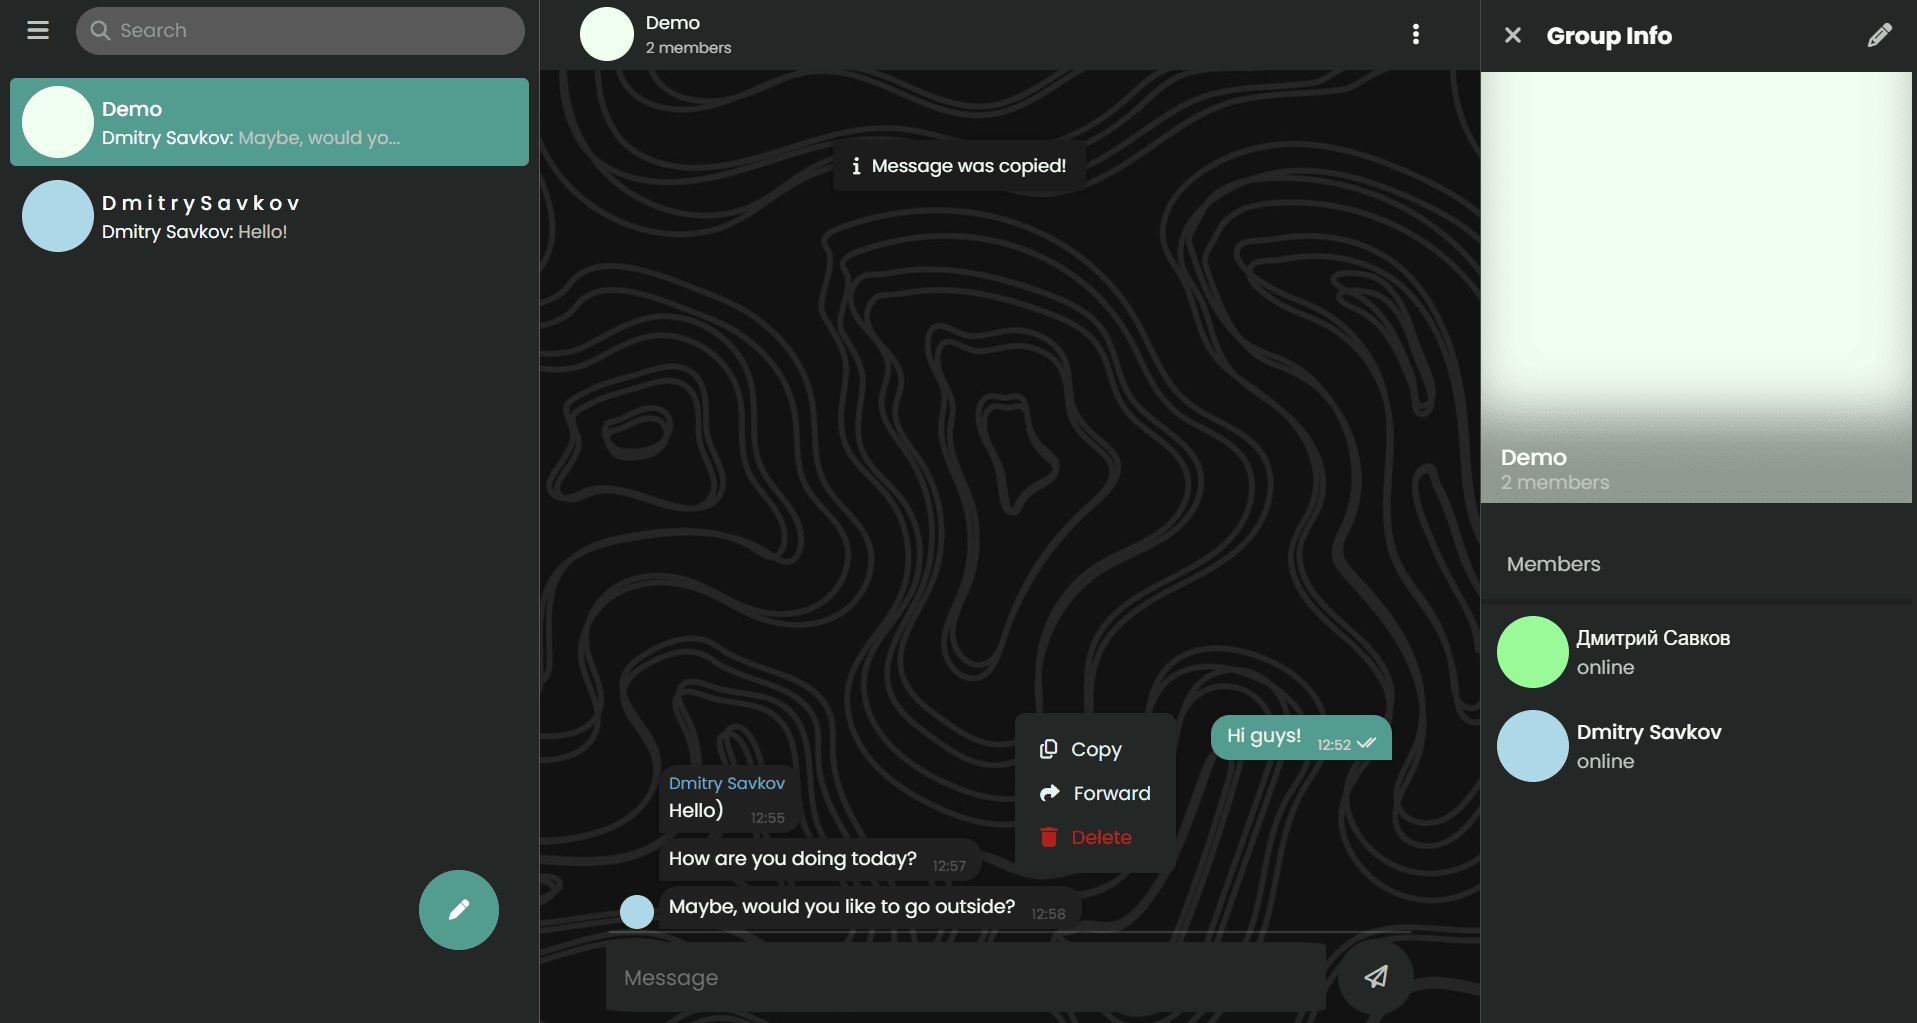 Search
Demo
Dmitry Savkov: Maybe, would yo...
D m i t r y S a v k o v
Dmitry Savkov: Hello!
Demo
2 members
Message was copied!
Hi guys! 12:52
Copy
Forward
Delete
Dmitry Savkov
Hello) 12:55
How are you doing today? 12:57
Maybe, would you like to go outside? 12:58
Message
Group Info
Demo
2 members
Members
Дмитрий Савков
online
Dmitry Savkov
online